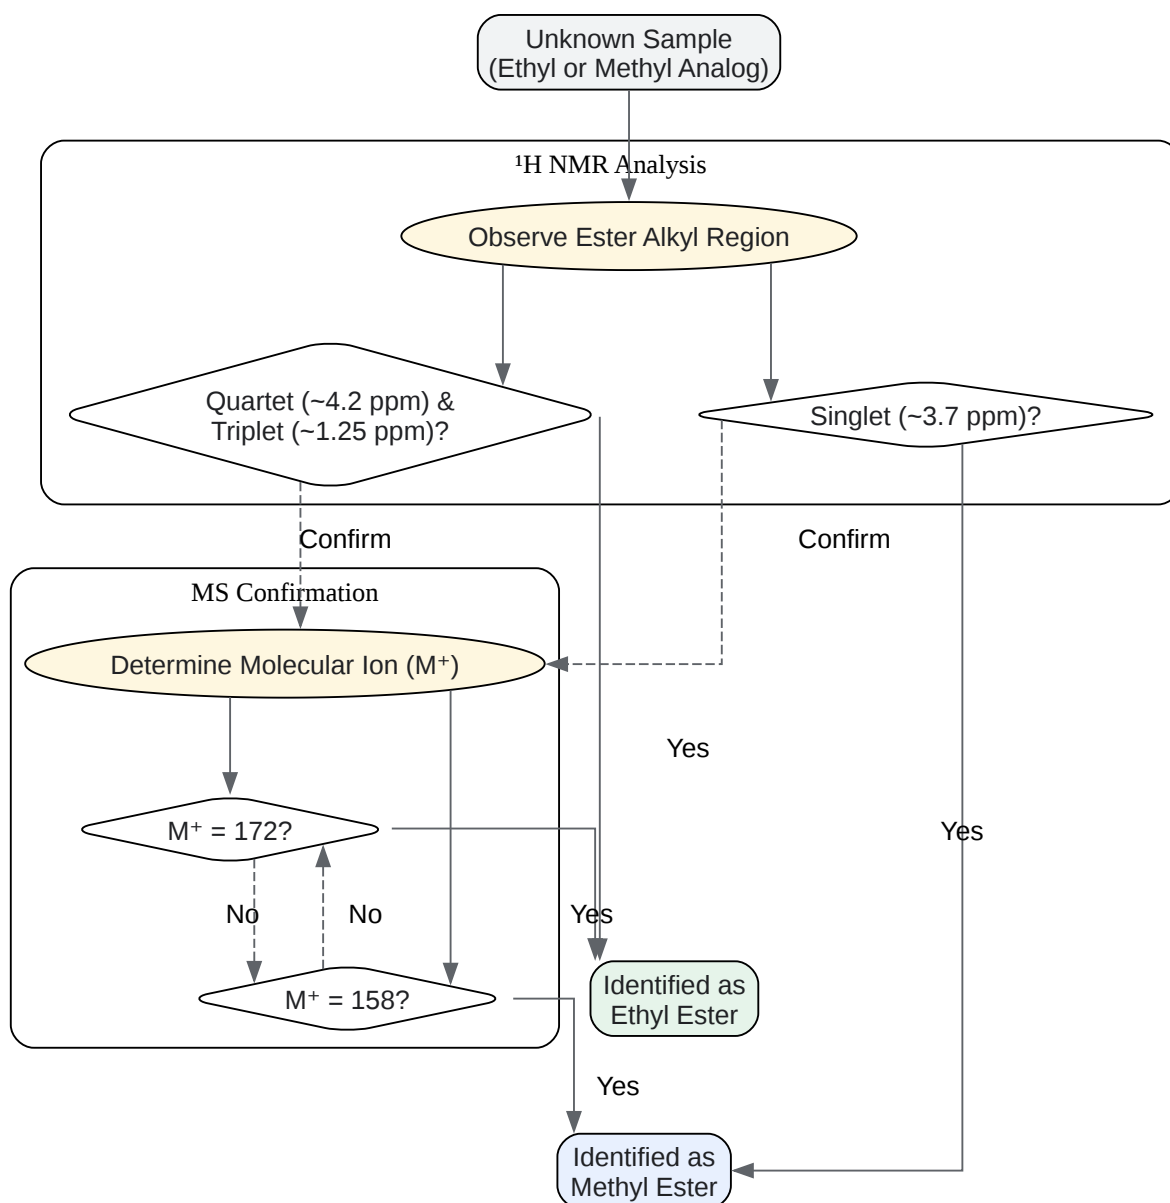 Unknown Sample
(Ethyl or Methyl Analog)
¹H NMR Analysis
Observe Ester Alkyl Region
Quartet (~4.2 ppm) &
Triplet (~1.25 ppm)?
Singlet (~3.7 ppm)?
Confirm
Confirm
MS Confirmation
Determine Molecular Ion (M⁺)
Yes
M⁺ = 172?
Yes
No
No
Yes
M⁺ = 158?
Identified as
Ethyl Ester
Yes
Identified as
Methyl Ester